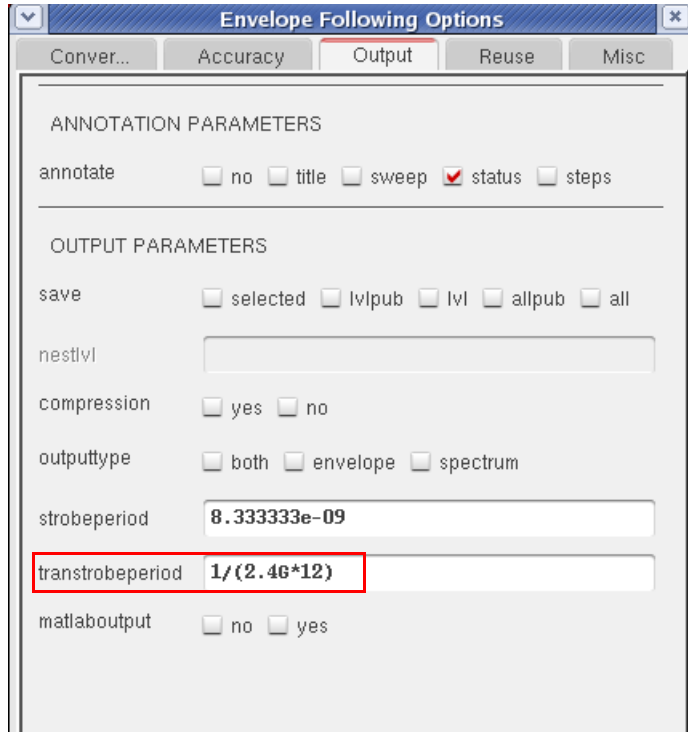 Envelope Following Options
Conver... Accuracy Output Reuse Misc
ANNOTATION PARAMETERS
annotate no title sweep status steps
OUTPUT PARAMETERS
save selected lvlpub lvl allpub all
nestlvl
compression yes no
outputtype both envelope spectrum
strobeperiod 8.333333e-09
transtrobeperiod 1/(2.4G*12)
matlaboutput no yes